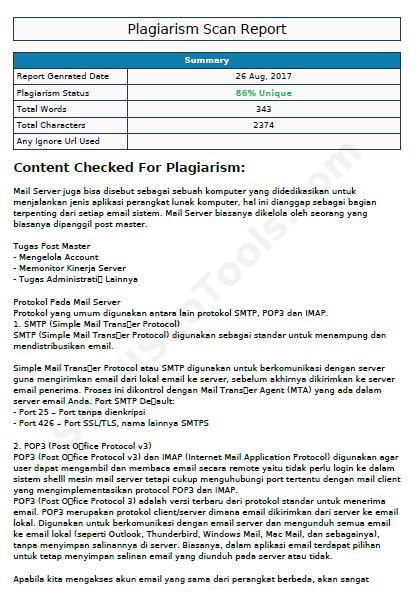 Plagiarism Scan Report
Summary
Report Genrated Date 26 Aug, 2017
Plagiarism Status 86% Unique
Total Words 343
Total Characters 2374
Any Ignore Url Used
Content Checked For Plagiarism:
Mail Server juga bisa disebut sebagai sebuah komputer yang didedikasikan untuk
menjalankan jenis aplikasi perangkat lunak komputer, hal ini dianggap sebagai bagian
terpenting dari setiap email sistem. Mail Server biasanya dikelola oleh seorang yang
biasanya dipanggil post master.
Tugas Post Master
- Mengelola Account
- Memonitor Kinerja Server
- Tugas Administrati▯ Lainnya
Protokol Pada Mail Server
Protokol yang umum digunakan antara lain protokol SMTP, POP3 dan IMAP.
1. SMTP (Simple Mail Trans▯er Protocol)
SMTP (Simple Mail Trans▯er Protocol) digunakan sebagai standar untuk menampung dan
mendistribusikan email.
Simple Mail Trans▯er Protocol atau SMTP digunakan untuk berkomunikasi dengan server
guna mengirimkan email dari lokal email ke server, sebelum akhirnya dikirimkan ke server
email penerima. Proses ini dikontrol dengan Mail Trans▯er Agent (MTA) yang ada dalam
server email Anda. Port SMTP De▯ault:
- Port 25 – Port tanpa dienkripsi
- Port 426 – Port SSL/TLS, nama lainnya SMTPS
2. POP3 (Post O▯fice Protocol v3)
POP3 (Post O▯fice Protocol v3) dan IMAP (Internet Mail Application Protocol) digunakan agar
user dapat mengambil dan membaca email secara remote yaitu tidak perlu login ke dalam
sistem shelll mesin mail server tetapi cukup menguhubungi port tertentu dengan mail client
yang mengimplementasikan protocol POP3 dan IMAP.
POP3 (Post O▯fice Protocol 3) adalah versi terbaru dari protokol standar untuk menerima
email. POP3 merupakan protokol client/server dimana email dikirimkan dari server ke email
lokal. Digunakan untuk berkomunikasi dengan email server dan mengunduh semua email
ke email lokal (seperti Outlook, Thunderbird, Windows Mail, Mac Mail, dan sebagainya),
tanpa menyimpan salinannya di server. Biasanya, dalam aplikasi email terdapat pilihan
untuk tetap menyimpan salinan email yang diunduh pada server atau tidak.
Apabila kita mengakses akun email yang sama dari perangkat berbeda, akan sangat